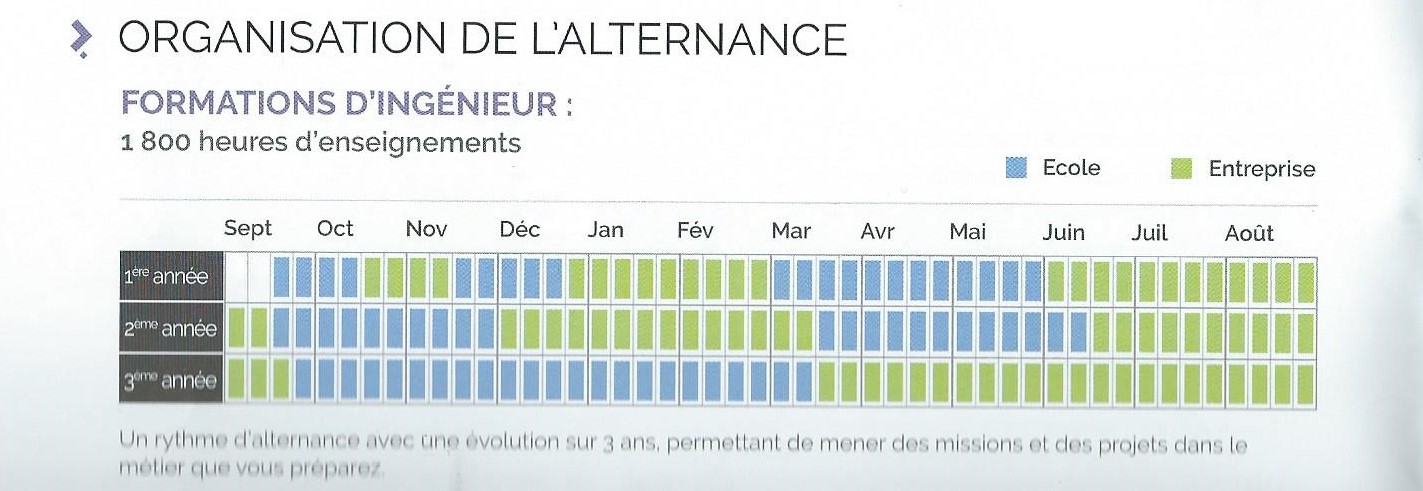 ORGANISATION DE L'ALTERNANCE
FORMATIONS D'INGÉNIEUR :
1 800 heures d'enseignements
Ecole Entreprise
Sept Oct Nov Déc Jan Fév Mar Avr Mai Juin Juil Août
1ère année
2ème année
3ème année
Un rythme d'alternance avec une évolution sur 3 ans, permettant de mener des missions et des projets dans le
métier que vous préparez.